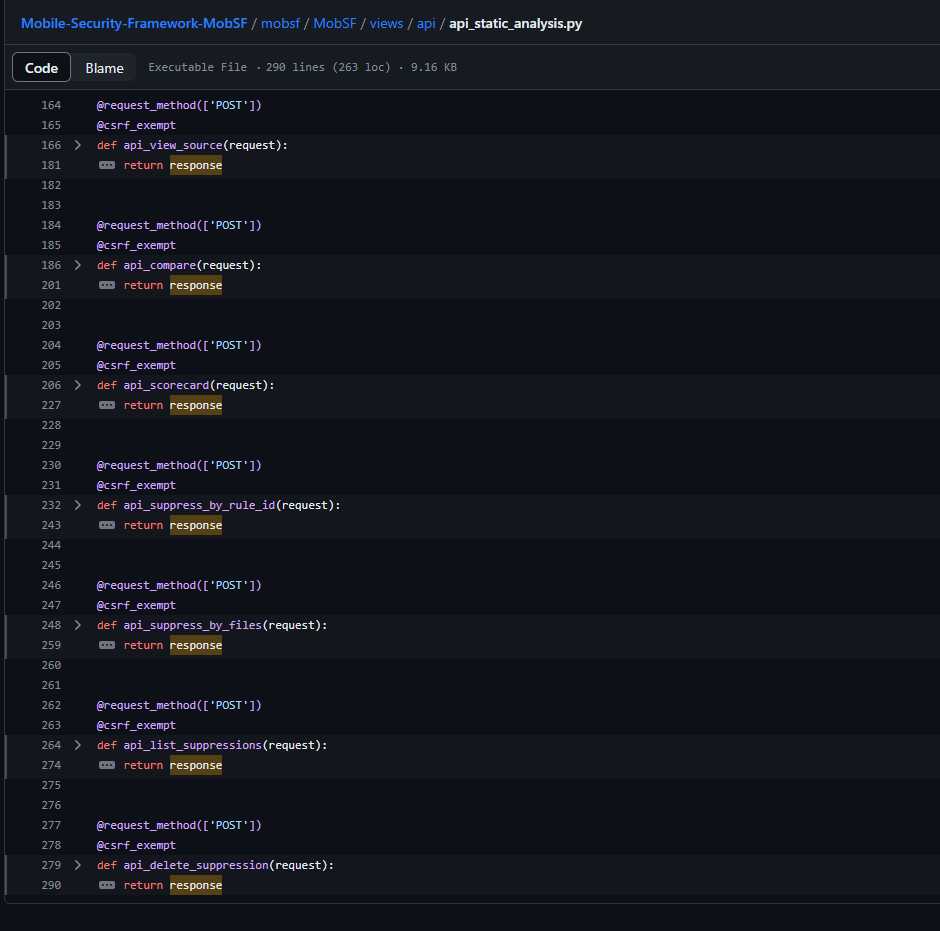 Mobile-Security-Framework-MobSF / mobsf / MobSF / views / api / api_static_analysis.py
Code Blame Executable File · 290 lines (263 loc) · 9.16 KB
164 @request_method(['POST'])
165 @csrf_exempt
166 def api_view_source(request):
181 ... return response
182
183
184 @request_method(['POST'])
185 @csrf_exempt
186 def api_compare(request):
201 ... return response
202
203
204 @request_method(['POST'])
205 @csrf_exempt
206 def api_scorecard(request):
227 ... return response
228
229
230 @request_method(['POST'])
231 @csrf_exempt
232 def api_suppress_by_rule_id(request):
243 ... return response
244
245
246 @request_method(['POST'])
247 @csrf_exempt
248 def api_suppress_by_files(request):
259 ... return response
260
261
262 @request_method(['POST'])
263 @csrf_exempt
264 def api_list_suppressions(request):
274 ... return response
275
276
277 @request_method(['POST'])
278 @csrf_exempt
279 def api_delete_suppression(request):
290 ... return response